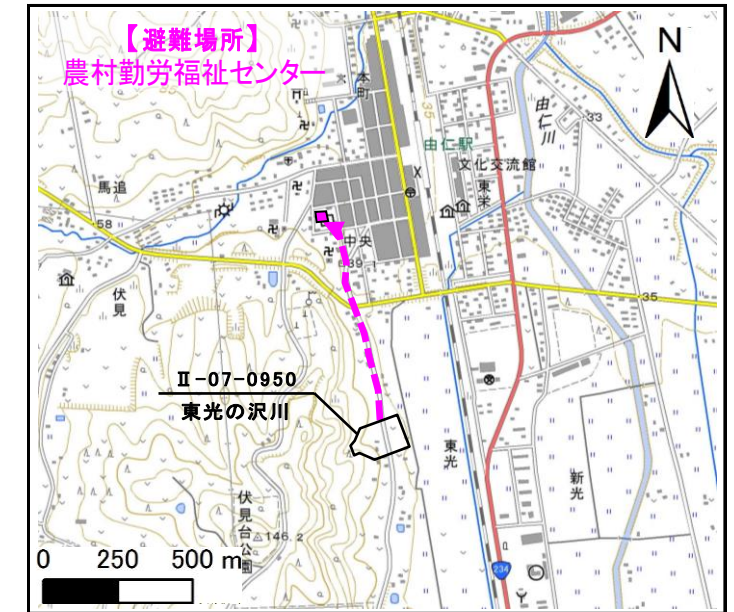 【避難場所】
農村勤労福祉センター
N
本町
35
由仁川
33
由仁駅
文化交流館
東栄
馬追
58
中央
39.1
伏見
35
Ⅱ-07-0950
東光の沢川
東光
新光
伏見台公園
146.2
0 250 500 m
234